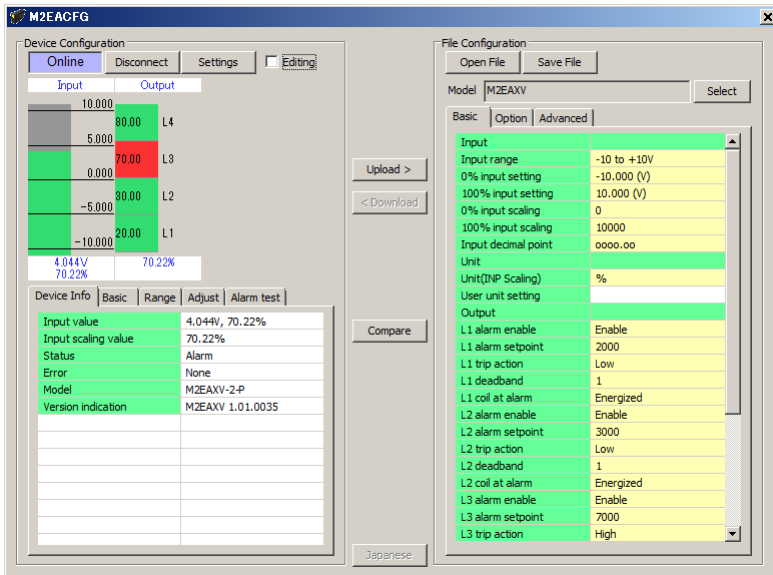 M2EACFG
Device Configuration
Online Disconnect Settings Editing
Input Output
10.000
80.00 L4
5.000
70.00 L3
0.000
30.00 L2
-5.000
20.00 L1
-10.000
4.044V 70.22%
70.22%
Device Info Basic Range Adjust Alarm test
Input value 4.044V, 70.22%
Input scaling value 70.22%
Status Alarm
Error None
Model M2EAXV-2-P
Version indication M2EAXV 1.01.0035
Upload >
< Download
Compare
Japanese
File Configuration
Open File Save File
Model M2EAXV Select
Basic Option Advanced
Input
Input range -10 to +10V
0% input setting -10.000 (V)
100% input setting 10.000 (V)
0% input scaling 0
100% input scaling 10000
Input decimal point oooo.oo
Unit
Unit(INP Scaling) %
User unit setting
Output
L1 alarm enable Enable
L1 alarm setpoint 2000
L1 trip action Low
L1 deadband 1
L1 coil at alarm Energized
L2 alarm enable Enable
L2 alarm setpoint 3000
L2 trip action Low
L2 deadband 1
L2 coil at alarm Energized
L3 alarm enable Enable
L3 alarm setpoint 7000
L3 trip action High